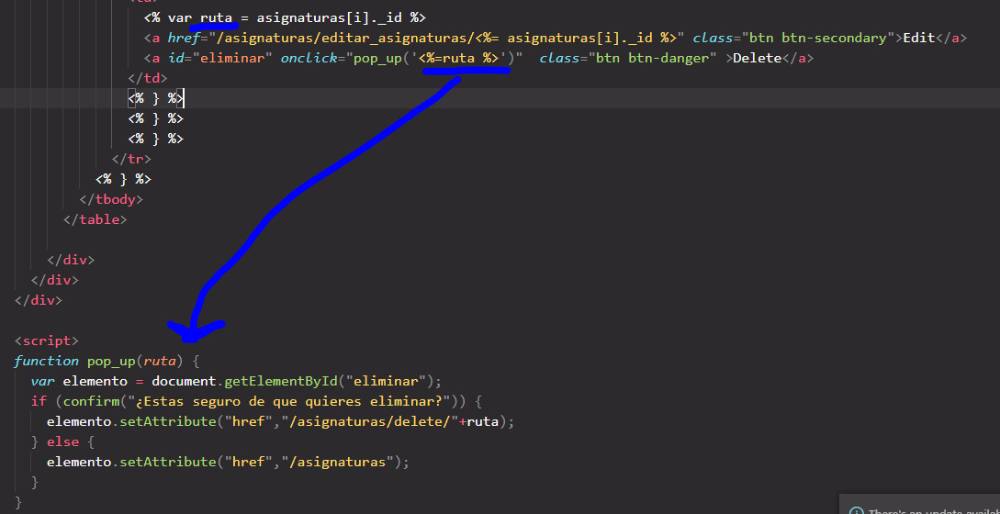 <% var ruta = asignaturas[i]._id %>
<a href="/asignaturas/editar_asignaturas/<%= asignaturas[i]._id %>" class="btn btn-secondary">Edit</a>
<a id="eliminar" onclick="pop_up('<%=ruta %>')"  class="btn btn-danger" >Delete</a>
</td>
<% } %>
<% } %>
<% } %>
</tr>
<% } %>
</tbody>
</table>
</div>
</div>
</div>
<script>
function pop_up(ruta) {
var elemento = document.getElementById("eliminar");
if (confirm("¿Estas seguro de que quieres eliminar?")) {
elemento.setAttribute("href","/asignaturas/delete/"+ruta);
} else {
elemento.setAttribute("href","/asignaturas");
}
}
There's an update